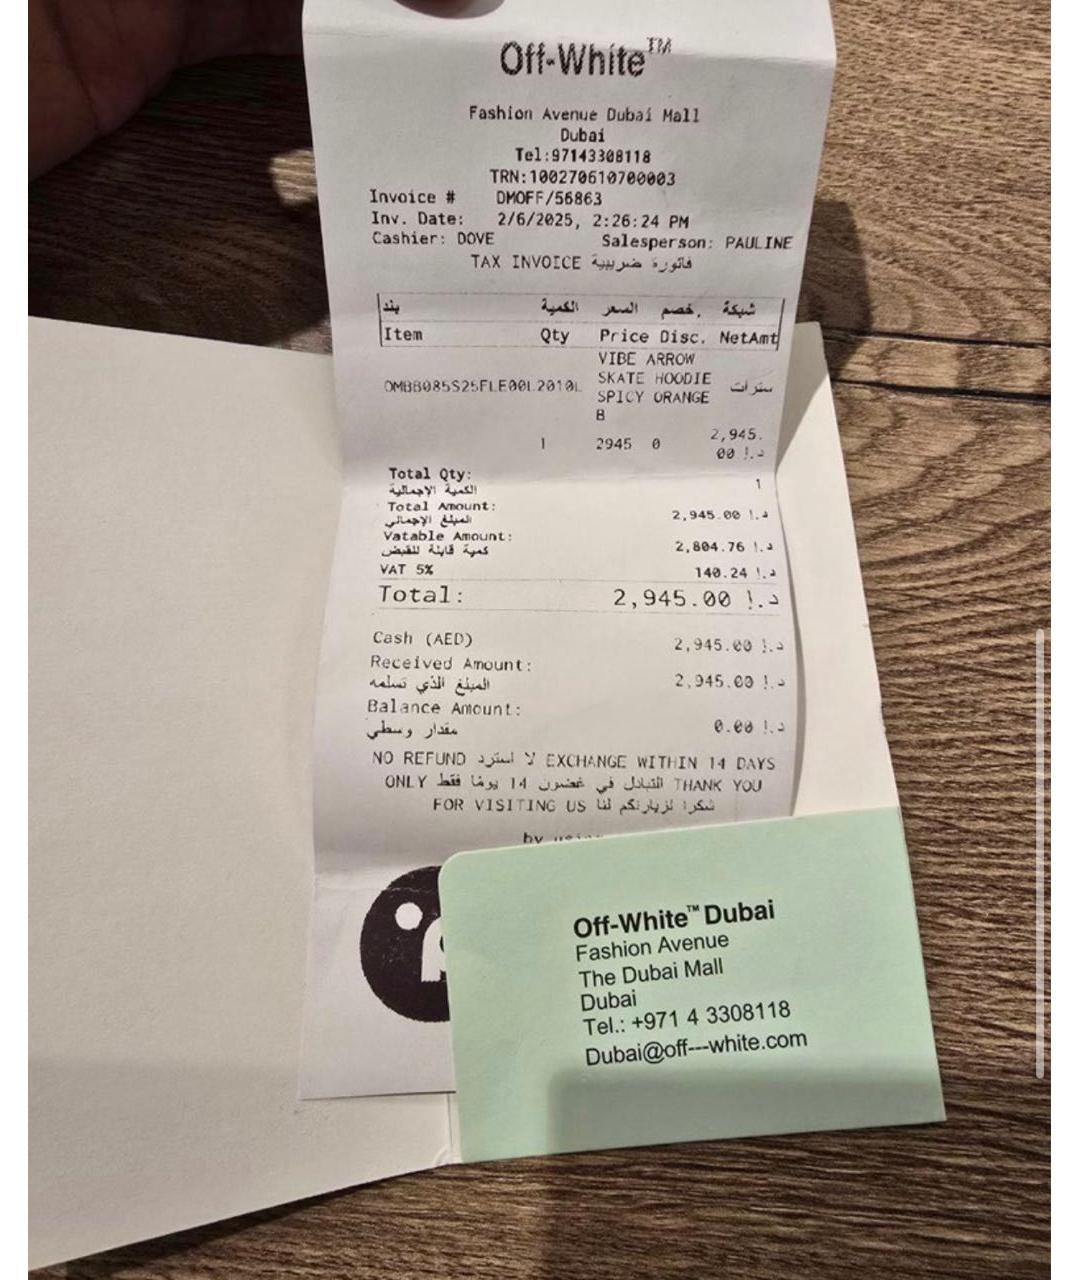 Off-White™
Fashion Avenue Dubai Mall
Dubai
Tel:97143308118
TRN:100270610700003
Invoice # DMOFF/56863
Inv. Date: 2/6/2025, 2:26:24 PM
Cashier: DOVE Salesperson: PAULINE
TAX INVOICE فاتورة ضريبية
بند الكمية السعر خصم. شبكة
Item Qty Price Disc. NetAmt
VIBE ARROW
OMBB085S25FLE00L2010L SKATE HOODIE سترات
SPICY ORANGE
B
1 2945 0 2,945.
00 د.إ
Total Qty: 1
الكمية الإجمالية
Total Amount: 2,945.00 د.إ
المبلغ الإجمالي
Vatable Amount: 2,804.76 د.إ
كمية قابلة للقبض
VAT 5% 140.24 د.إ
Total: 2,945.00 د.إ
Cash (AED) 2,945.00 د.إ
Received Amount: 2,945.00 د.إ
المبلغ الذي تسلمه
Balance Amount: 0.00 د.إ
مقدار وسطي
NO REFUND لا استرد EXCHANGE WITHIN 14 DAYS
ONLY التبادل في غضون 14 يومًا فقط THANK YOU
FOR VISITING US شكرا لزيارتكم لنا
by
Off-White™ Dubai
Fashion Avenue
The Dubai Mall
Dubai
Tel.: +971 4 3308118
Dubai@off---white.com